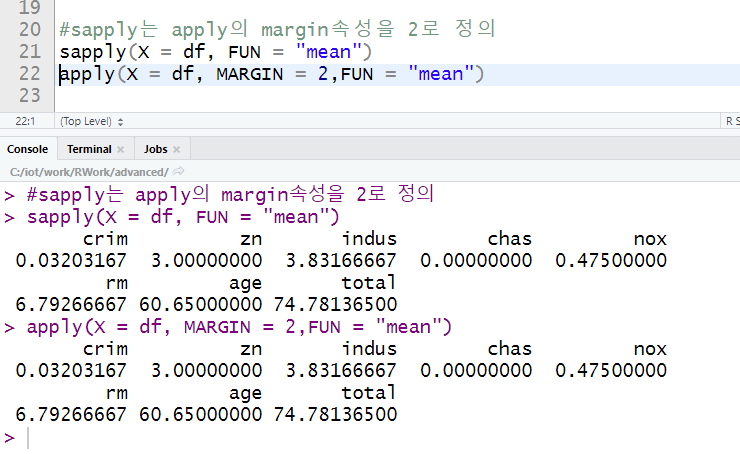 19
20 #sapply는 apply의 margin속성을 2로 정의
21 sapply(X = df, FUN = "mean")
22 apply(X = df, MARGIN = 2,FUN = "mean")
23
22:1 (Top Level) R S
Console Terminal Jobs
C:/iot/work/RWork/advanced/
> #sapply는 apply의 margin속성을 2로 정의
> sapply(X = df, FUN = "mean")
crim zn indus chas nox
0.03203167 3.00000000 3.83166667 0.00000000 0.47500000
rm age total
6.79266667 60.65000000 74.78136500
> apply(X = df, MARGIN = 2,FUN = "mean")
crim zn indus chas nox
0.03203167 3.00000000 3.83166667 0.00000000 0.47500000
rm age total
6.79266667 60.65000000 74.78136500
>